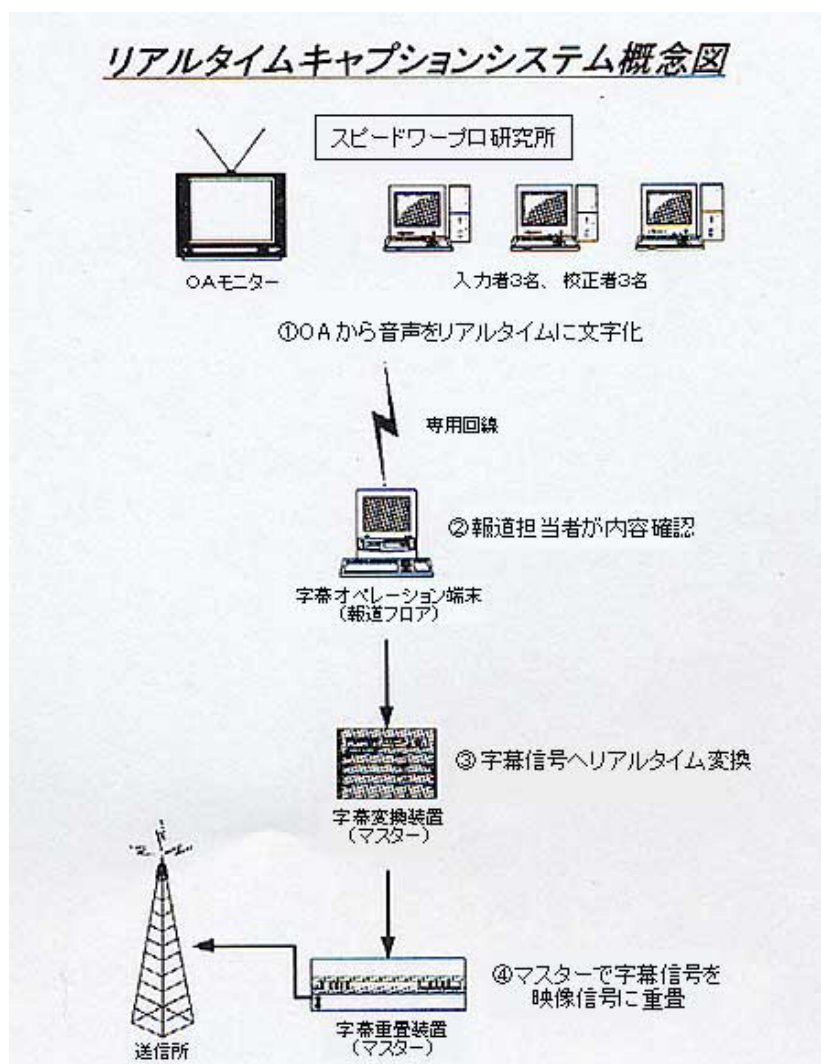 リアルタイムキャプションシステム概念図
スピードワープロ研究所
OAモニター
入力者3名、校正者3名
①OAから音声をリアルタイムに文字化
専用回線
②報道担当者が内容確認
字幕オペレーション端末
(報道フロア)
③字幕信号へリアルタイム変換
字幕変換装置
(マスター)
④マスターで字幕信号を
映像信号に重畳
字幕重畳装置
(マスター)
送信所